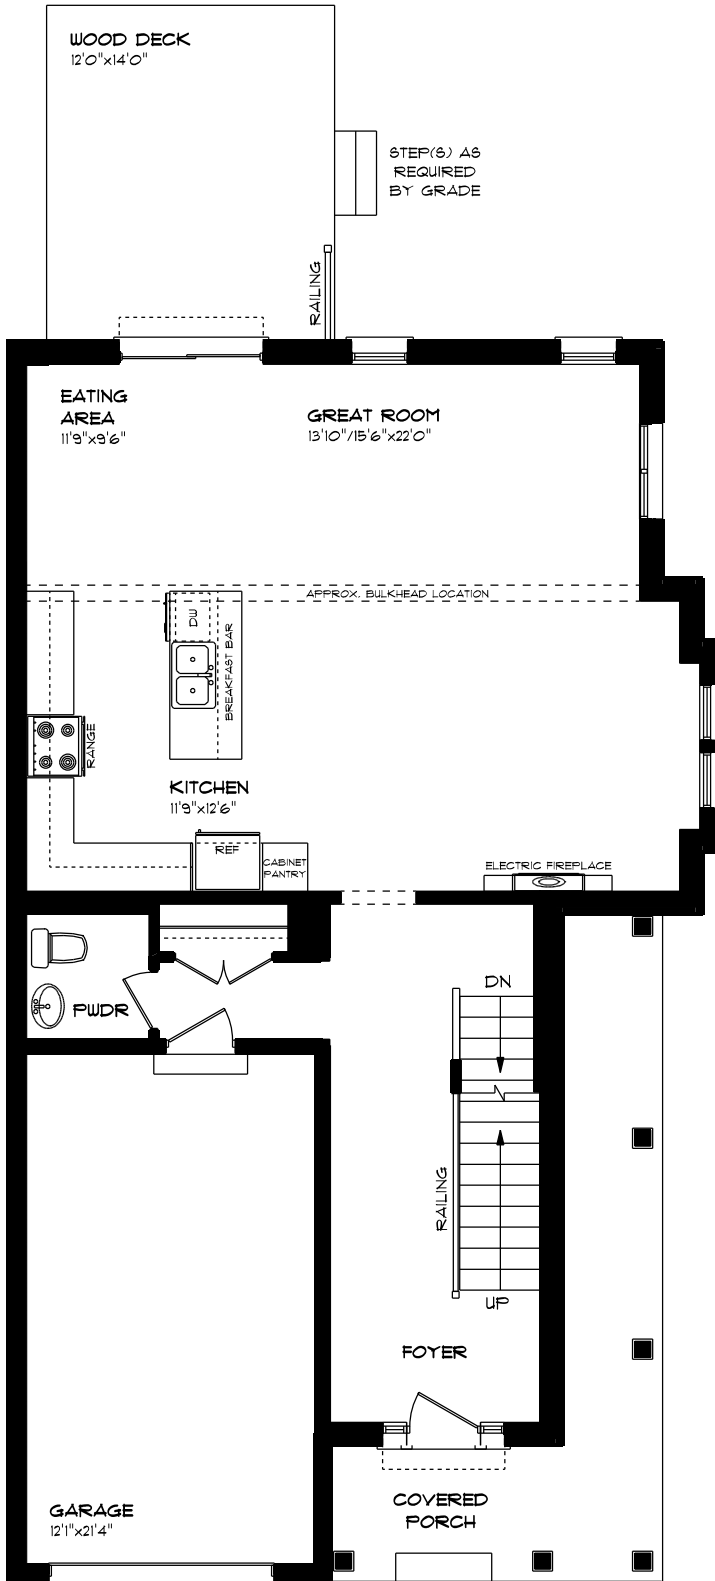 WOOD DECK
12'0"x14'0"
STEP(S) AS
REQUIRED
BY GRADE
RAILING
EATING
AREA
11'9"x9'6"
GREAT ROOM
13'10"/15'6"x22'0"
APPROX. BULKHEAD LOCATION
DW
BREAKFAST BAR
RANGE
KITCHEN
11'9"x12'6"
REF
CABINET
PANTRY
ELECTRIC FIREPLACE
PWDR
DN
RAILING
UP
FOYER
GARAGE
12'1"x21'4"
COVERED
PORCH